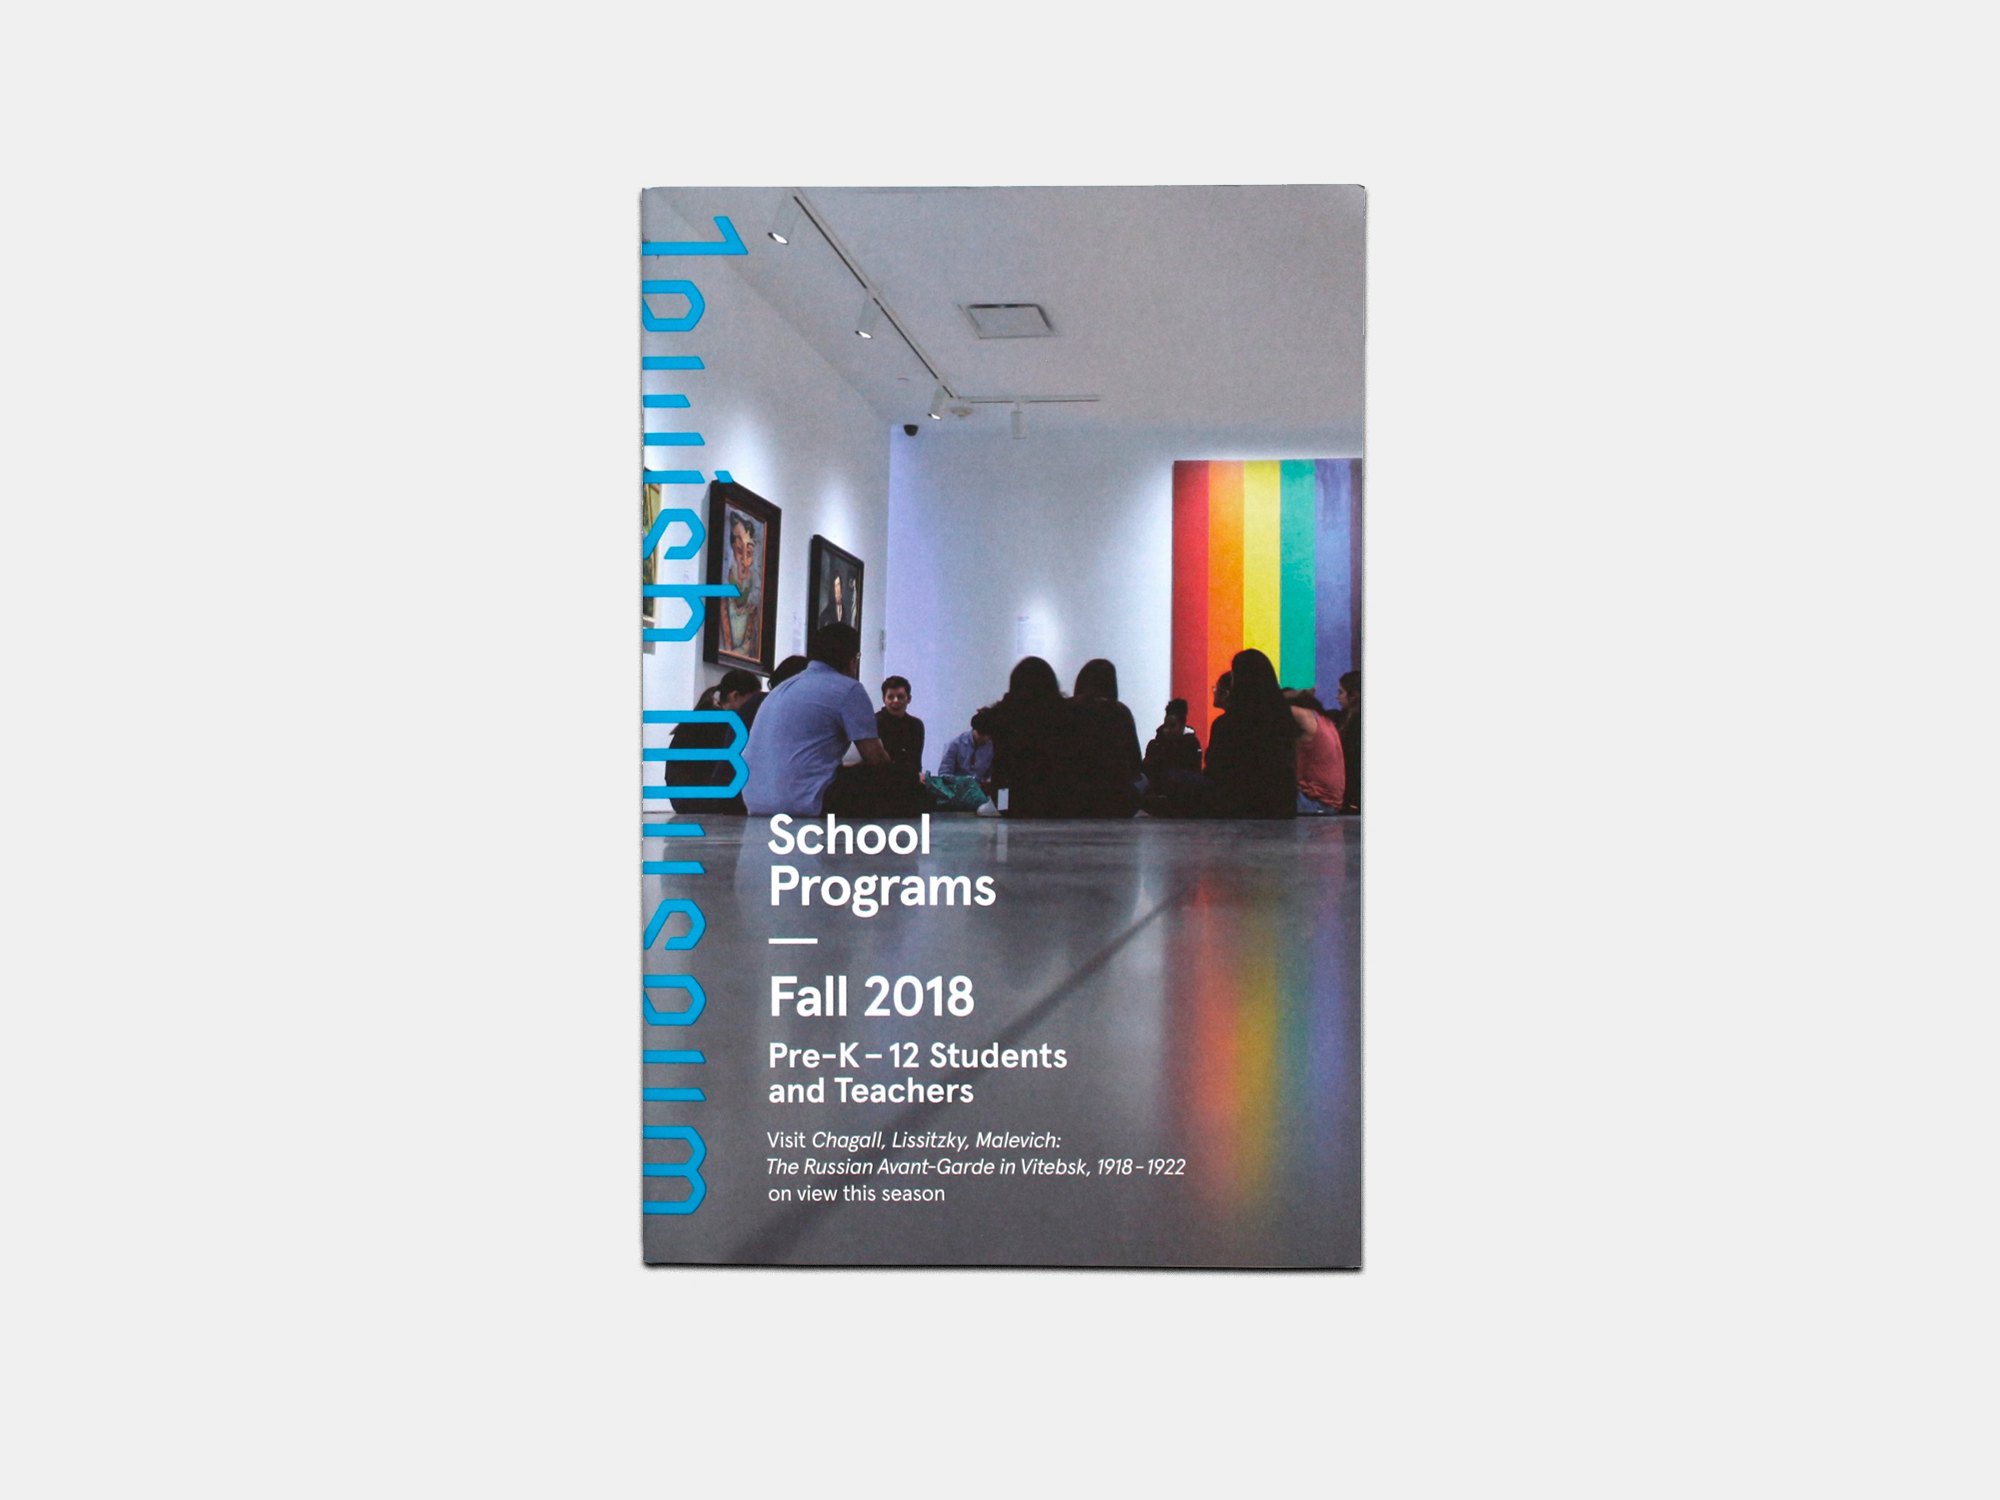 Jewish Museum
School
Programs
—
Fall 2018
Pre-K – 12 Students
and Teachers
Visit Chagall, Lissitzky, Malevich:
The Russian Avant-Garde in Vitebsk, 1918 – 1922
on view this season